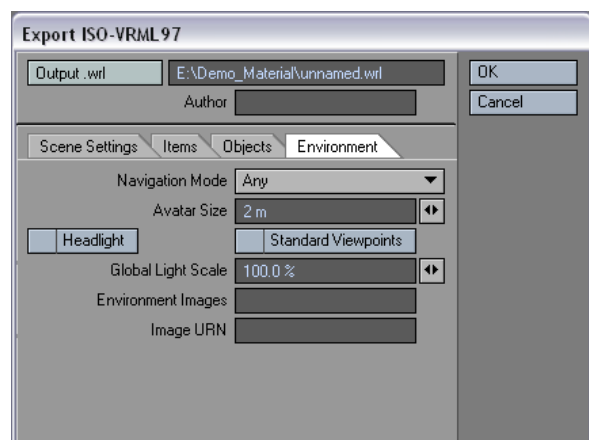 Export ISO-VRML97
Output .wrl E:\Demo_Material\unnamed.wrl OK
Author Cancel
Scene Settings Items Objects Environment
Navigation Mode Any
Avatar Size 2 m
Headlight Standard Viewpoints
Global Light Scale 100.0 %
Environment Images
Image URN